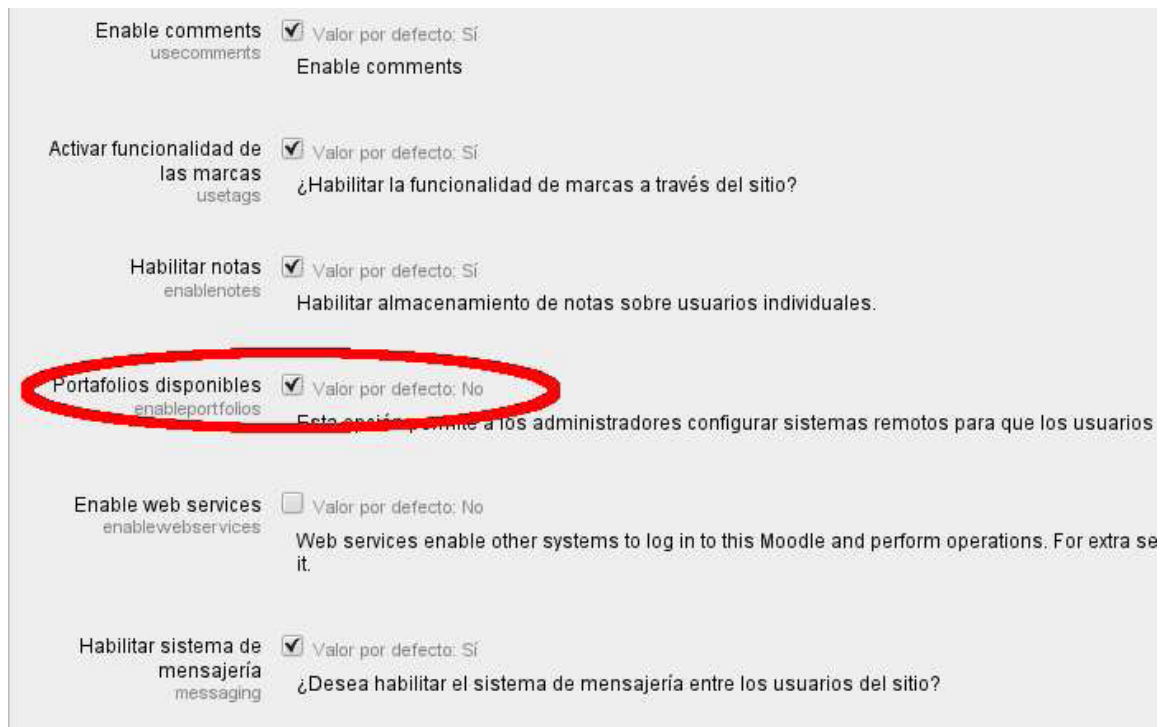 Enable comments Valor por defecto: Sí
usecomments
Enable comments
Activar funcionalidad de Valor por defecto: Sí
las marcas
¿Habilitar la funcionalidad de marcas a través del sitio?
usetags
Habilitar notas Valor por defecto: Sí
enablenotes
Habilitar almacenamiento de notas sobre usuarios individuales.
Portafolios disponibles Valor por defecto: No
enableportfolios
Esta opción permite a los administradores configurar sistemas remotos para que los usuarios
Enable web services Valor por defecto: No
enablewebservices
Web services enable other systems to log in to this Moodle and perform operations. For extra se
it.
Habilitar sistema de Valor por defecto: Sí
mensajería
¿Desea habilitar el sistema de mensajería entre los usuarios del sitio?
messaging